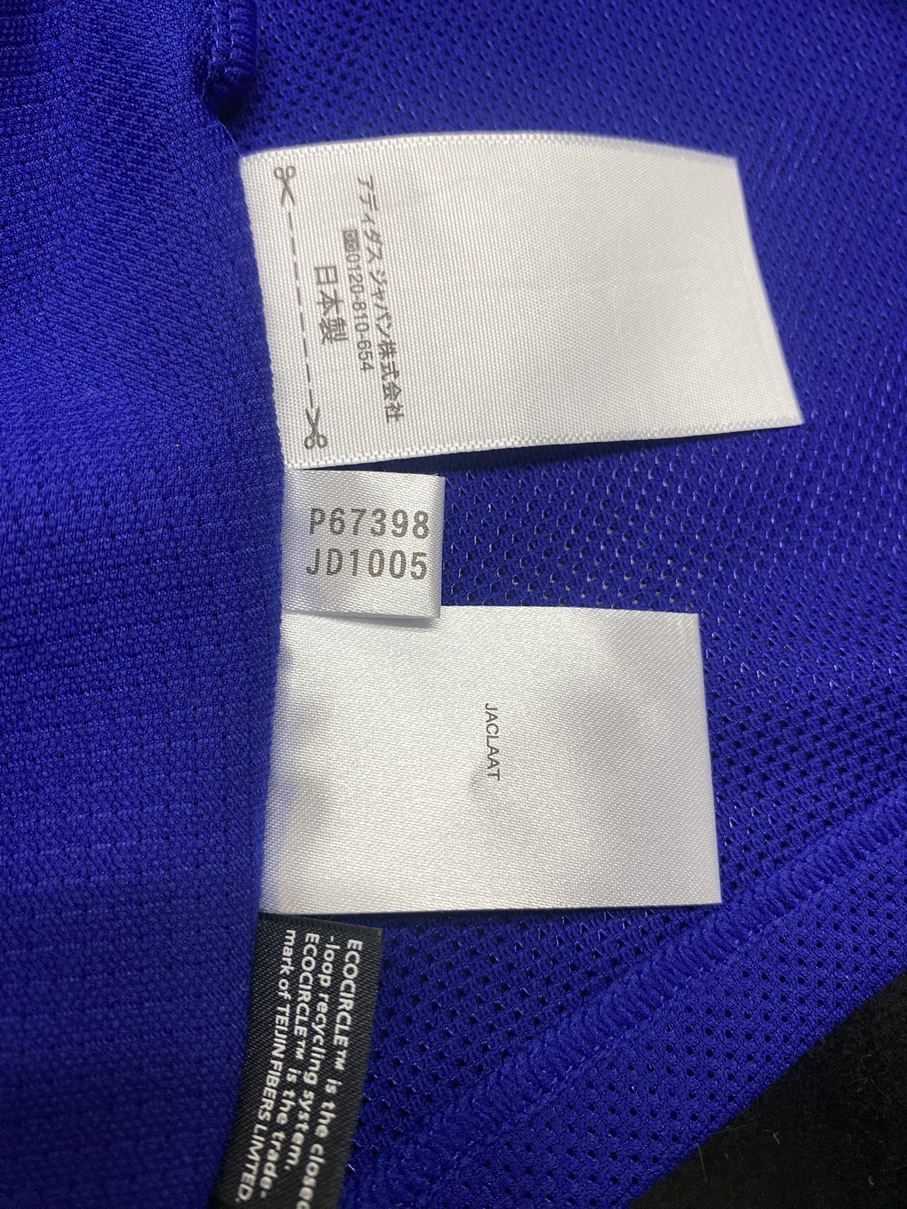 アディダス ジャパン株式会社
0120-810-654
日本製
P67398
JD1005
JACLAAT
ECOCIRCLE™ is the closed
-loop recycling system.
ECOCIRCLE™ is the trade-
mark of TEIJIN FIBERS LIMTED.